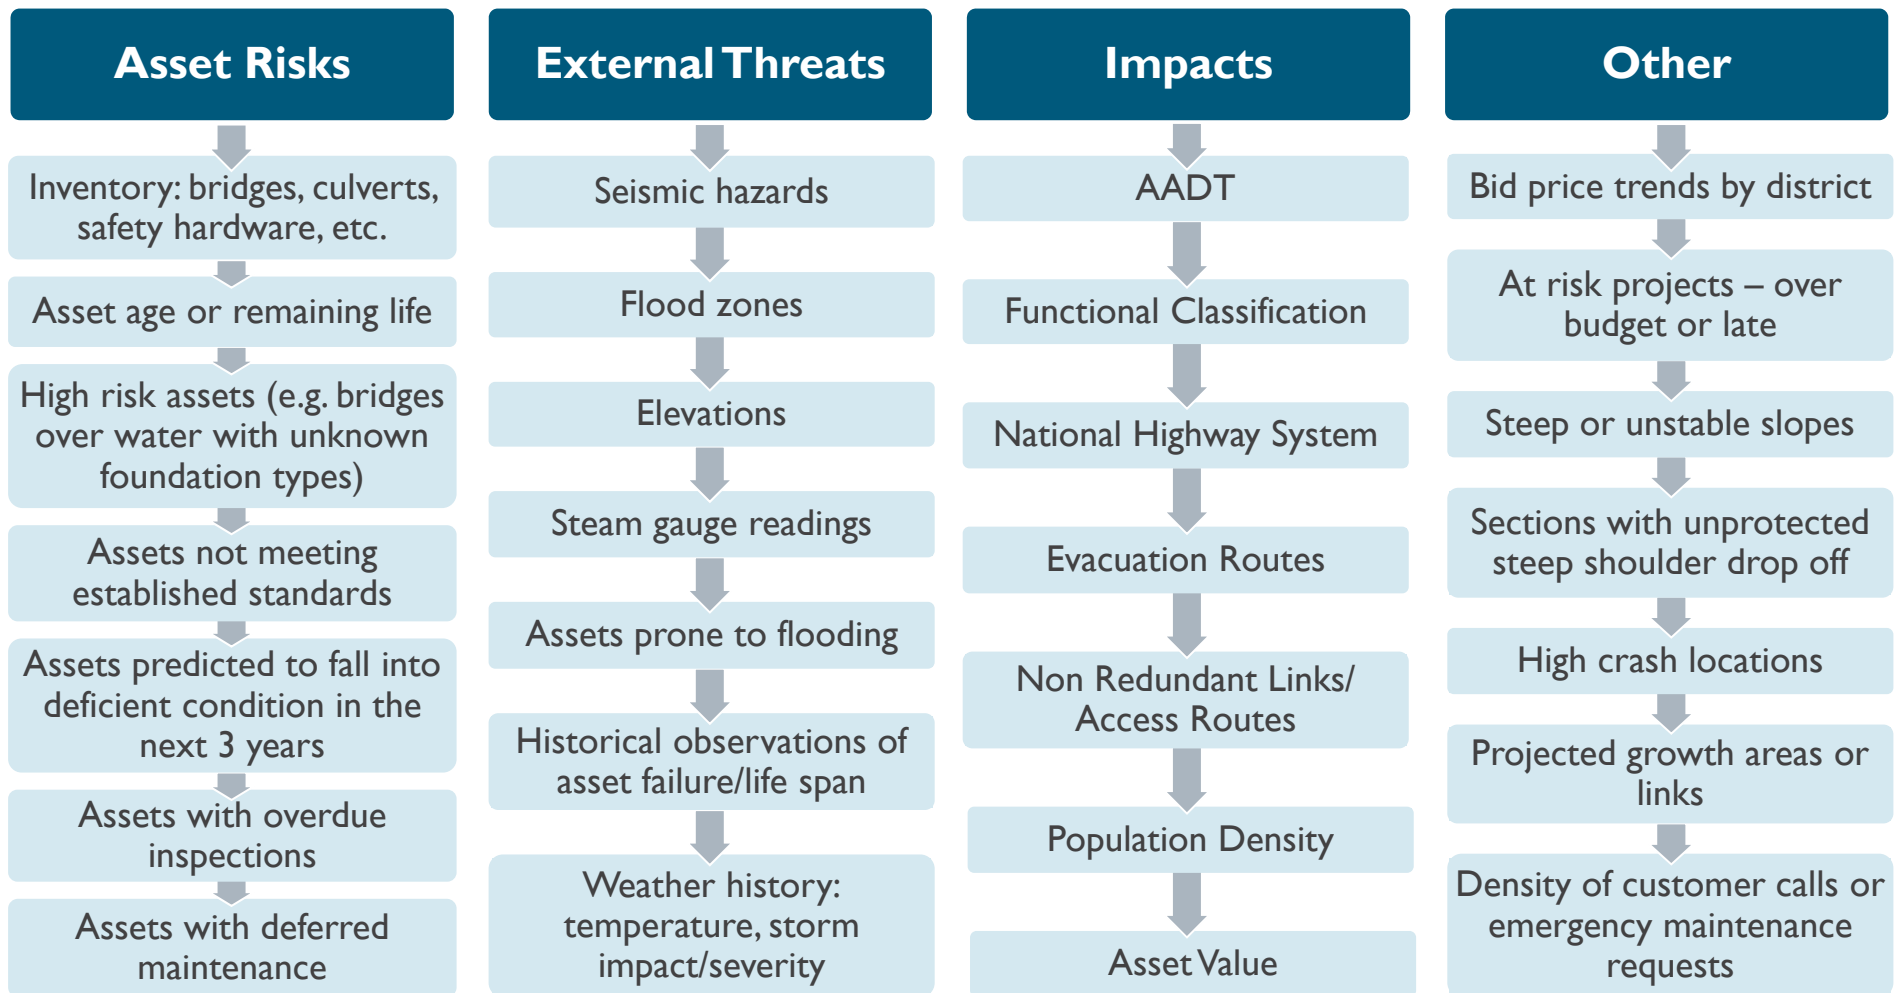 Asset Risks
Inventory: bridges, culverts,
safety hardware, etc.
Asset age or remaining life
High risk assets (e.g. bridges
over water with unknown
foundation types)
Assets not meeting
established standards
Assets predicted to fall into
deficient condition in the
next 3 years
Assets with overdue
inspections
Assets with deferred
maintenance
External Threats
Seismic hazards
Flood zones
Elevations
Steam gauge readings
Assets prone to flooding
Historical observations of
asset failure/life span
Weather history:
temperature, storm
impact/severity
Impacts
AADT
Functional Classification
National Highway System
Evacuation Routes
Non Redundant Links/
Access Routes
Population Density
Asset Value
Other
Bid price trends by district
At risk projects – over
budget or late
Steep or unstable slopes
Sections with unprotected
steep shoulder drop off
High crash locations
Projected growth areas or
links
Density of customer calls or
emergency maintenance
requests